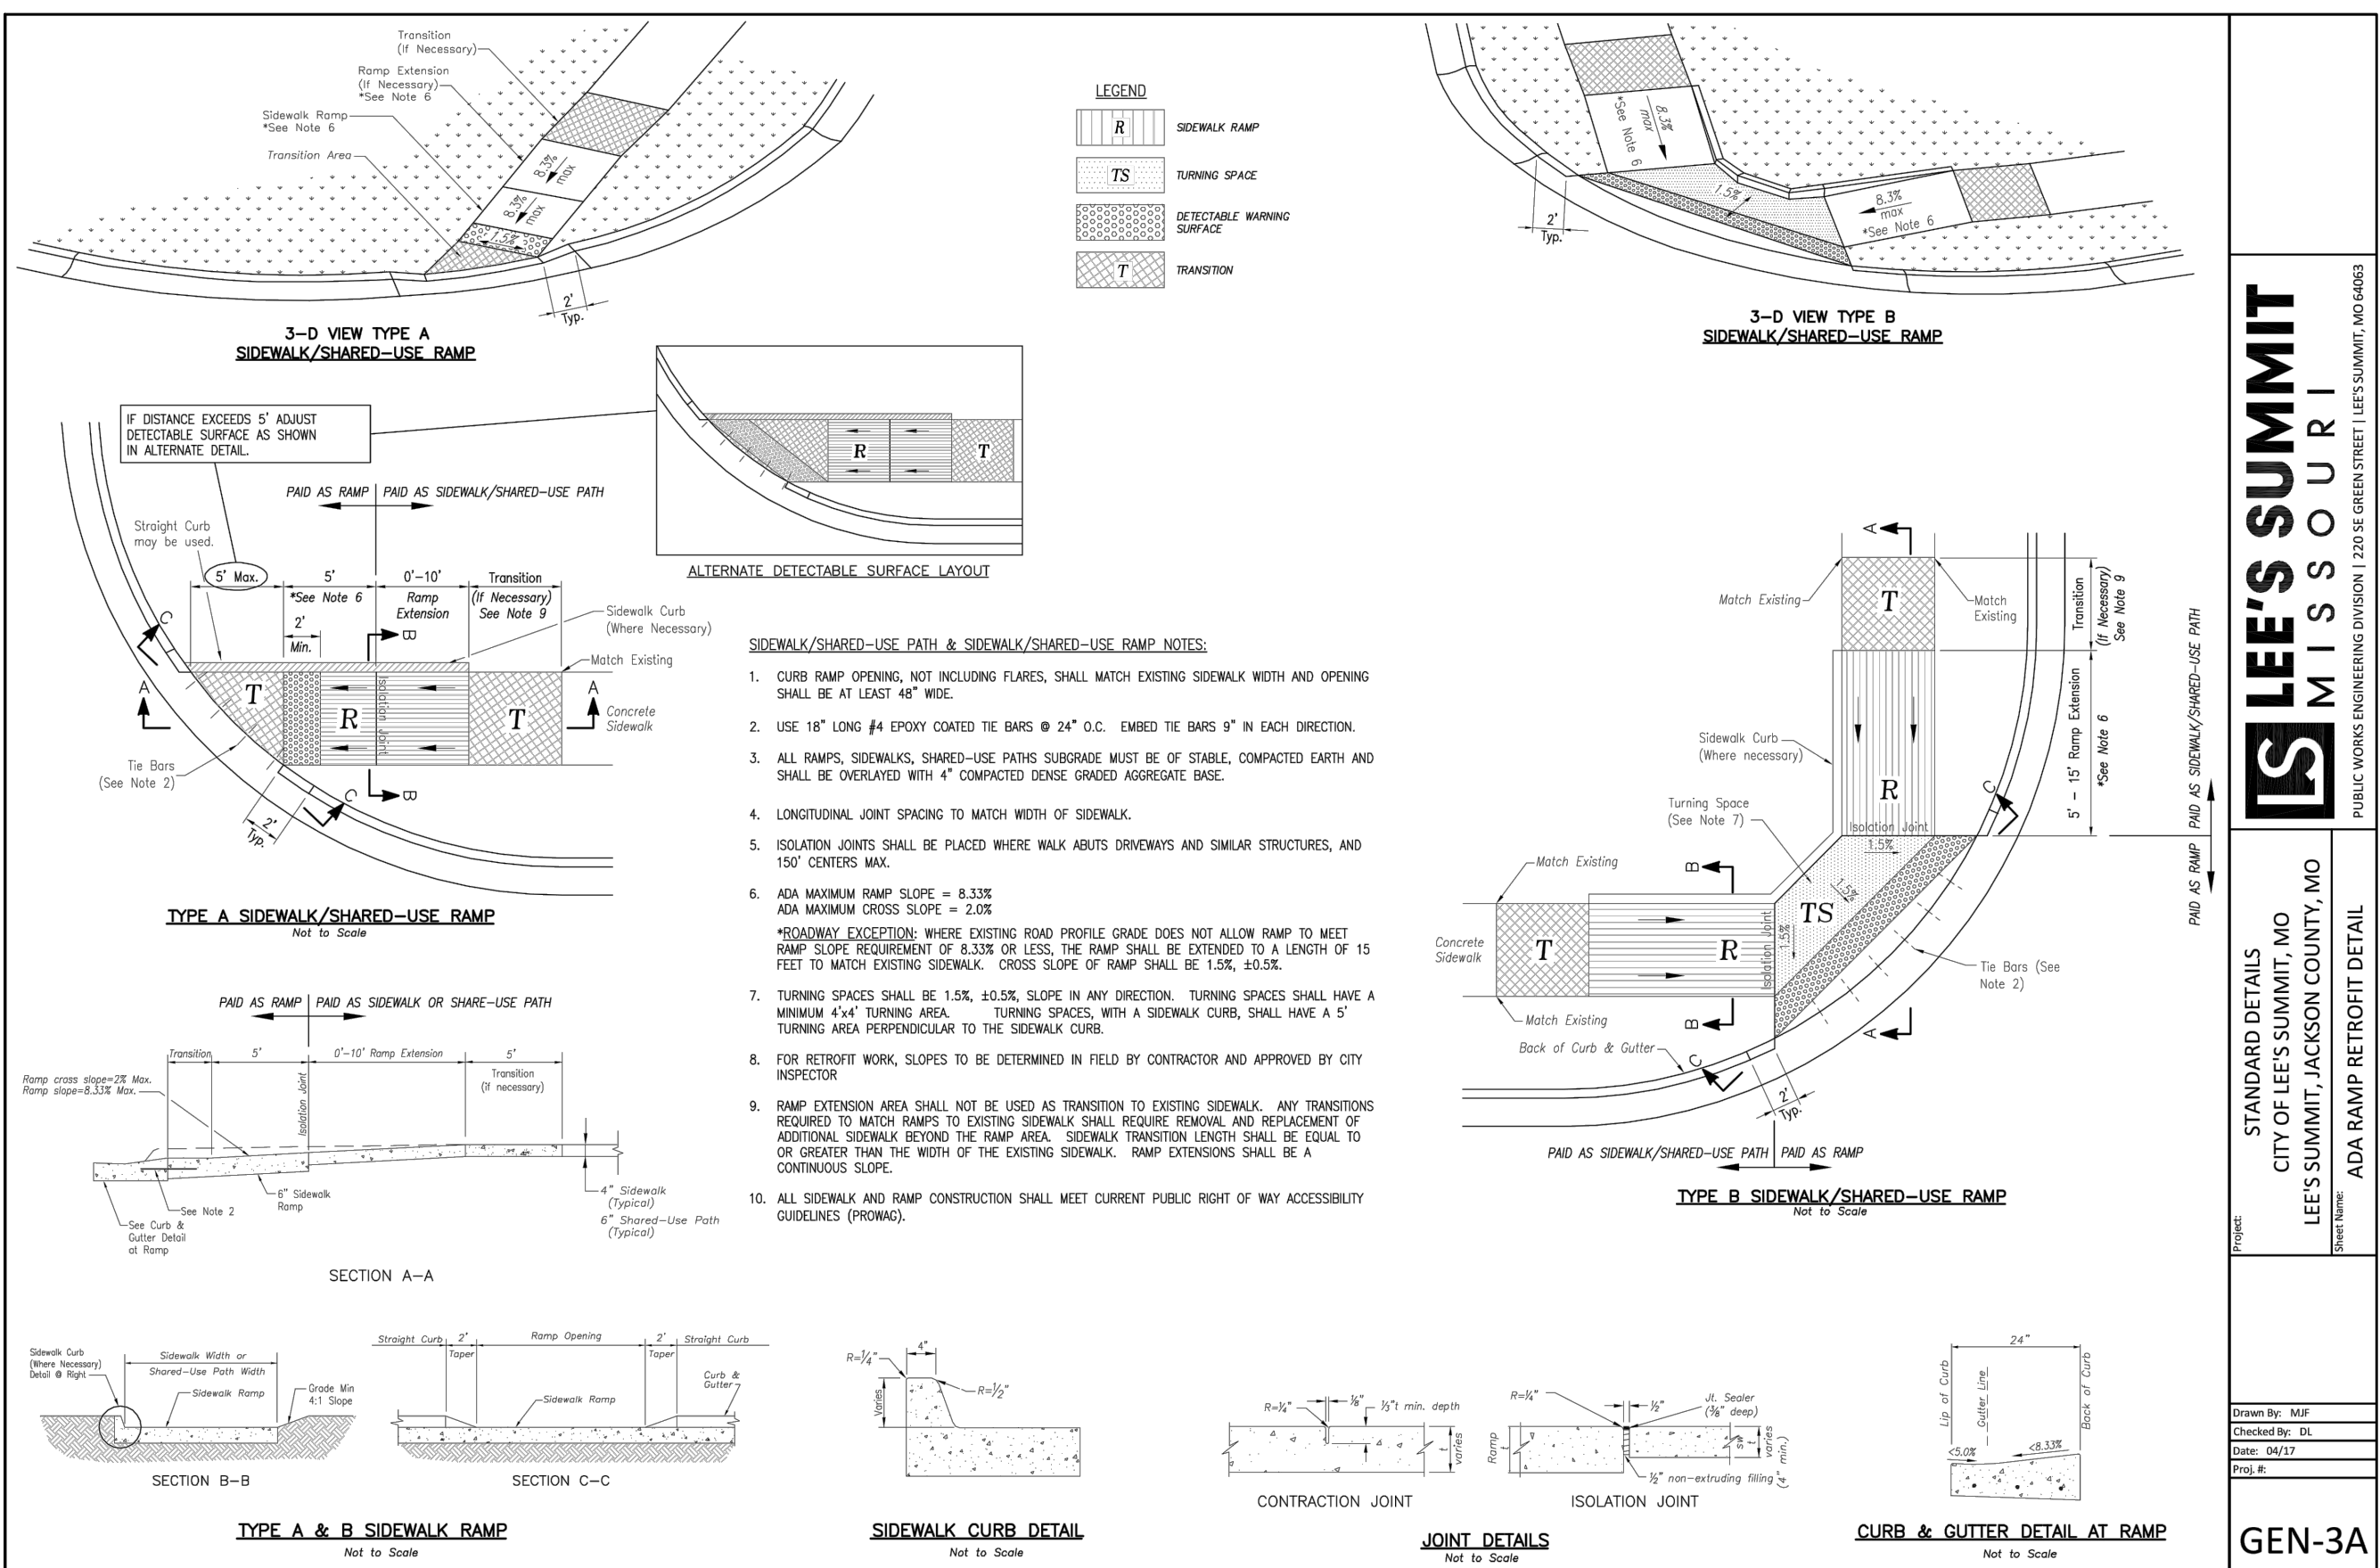 Transition
(If Necessary)
Ramp Extension
(If Necessary)
*See Note 6
Sidewalk Ramp
*See Note 6
Transition Area
8.3%
max
8.3%
max
1.5%
2'
Typ.
3-D VIEW TYPE A
SIDEWALK/SHARED-USE RAMP
LEGEND
R
SIDEWALK RAMP
TS
TURNING SPACE
DETECTABLE WARNING
SURFACE
T
TRANSITION
8.3%
max
*See Note 6
1.5%
8.3%
max
*See Note 6
2'
Typ.
3-D VIEW TYPE B
SIDEWALK/SHARED-USE RAMP
IF DISTANCE EXCEEDS 5' ADJUST
DETECTABLE SURFACE AS SHOWN
IN ALTERNATE DETAIL.
R
T
ALTERNATE DETECTABLE SURFACE LAYOUT
PAID AS RAMP
PAID AS SIDEWALK/SHARED-USE PATH
Straight Curb
may be used.
5' Max.
5'
*See Note 6
0'-10'
Ramp
Extension
Transition
(If Necessary)
See Note 9
2'
Min.
Sidewalk Curb
(Where Necessary)
Match Existing
Concrete
Sidewalk
A
A
B
B
C
C
T
R
T
Isolation Joint
Tie Bars
(See Note 2)
2'
Typ.
TYPE A SIDEWALK/SHARED-USE RAMP
Not to Scale
SIDEWALK/SHARED-USE PATH & SIDEWALK/SHARED-USE RAMP NOTES:
1. CURB RAMP OPENING, NOT INCLUDING FLARES, SHALL MATCH EXISTING SIDEWALK WIDTH AND OPENING
SHALL BE AT LEAST 48" WIDE.
2. USE 18" LONG #4 EPOXY COATED TIE BARS @ 24" O.C. EMBED TIE BARS 9" IN EACH DIRECTION.
3. ALL RAMPS, SIDEWALKS, SHARED-USE PATHS SUBGRADE MUST BE OF STABLE, COMPACTED EARTH AND
SHALL BE OVERLAYED WITH 4" COMPACTED DENSE GRADED AGGREGATE BASE.
4. LONGITUDINAL JOINT SPACING TO MATCH WIDTH OF SIDEWALK.
5. ISOLATION JOINTS SHALL BE PLACED WHERE WALK ABUTS DRIVEWAYS AND SIMILAR STRUCTURES, AND
150' CENTERS MAX.
6. ADA MAXIMUM RAMP SLOPE = 8.33%
ADA MAXIMUM CROSS SLOPE = 2.0%
*ROADWAY EXCEPTION: WHERE EXISTING ROAD PROFILE GRADE DOES NOT ALLOW RAMP TO MEET
RAMP SLOPE REQUIREMENT OF 8.33% OR LESS, THE RAMP SHALL BE EXTENDED TO A LENGTH OF 15
FEET TO MATCH EXISTING SIDEWALK. CROSS SLOPE OF RAMP SHALL BE 1.5%, ±0.5%.
7. TURNING SPACES SHALL BE 1.5%, ±0.5%, SLOPE IN ANY DIRECTION. TURNING SPACES SHALL HAVE A
MINIMUM 4'x4' TURNING AREA. TURNING SPACES, WITH A SIDEWALK CURB, SHALL HAVE A 5'
TURNING AREA PERPENDICULAR TO THE SIDEWALK CURB.
8. FOR RETROFIT WORK, SLOPES TO BE DETERMINED IN FIELD BY CONTRACTOR AND APPROVED BY CITY
INSPECTOR
9. RAMP EXTENSION AREA SHALL NOT BE USED AS TRANSITION TO EXISTING SIDEWALK. ANY TRANSITIONS
REQUIRED TO MATCH RAMPS TO EXISTING SIDEWALK SHALL REQUIRE REMOVAL AND REPLACEMENT OF
ADDITIONAL SIDEWALK BEYOND THE RAMP AREA. SIDEWALK TRANSITION LENGTH SHALL BE EQUAL TO
OR GREATER THAN THE WIDTH OF THE EXISTING SIDEWALK. RAMP EXTENSIONS SHALL BE A
CONTINUOUS SLOPE.
10. ALL SIDEWALK AND RAMP CONSTRUCTION SHALL MEET CURRENT PUBLIC RIGHT OF WAY ACCESSIBILITY
GUIDELINES (PROWAG).
A
Match Existing
T
Match
Existing
Transition
(If Necessary)
See Note 9
Sidewalk Curb
(Where necessary)
5' - 15' Ramp Extension
*See Note 6
PAID AS SIDEWALK/SHARED-USE PATH
PAID AS RAMP
R
C
Turning Space
(See Note 7)
Isolation Joint
1.5%
Match Existing
B
1.5%
TS
Isolation Joint
1.5%
Concrete
Sidewalk
T
R
Tie Bars (See
Note 2)
Match Existing
B
Back of Curb & Gutter
A
C
2'
Typ.
PAID AS SIDEWALK/SHARED-USE PATH
PAID AS RAMP
TYPE B SIDEWALK/SHARED-USE RAMP
Not to Scale
PAID AS RAMP
PAID AS SIDEWALK OR SHARE-USE PATH
Transition
5'
0'-10' Ramp Extension
5'
Transition
(if necessary)
Ramp cross slope=2% Max.
Ramp slope=8.33% Max.
Isolation Joint
6" Sidewalk
Ramp
See Note 2
See Curb &
Gutter Detail
at Ramp
4" Sidewalk
(Typical)
6" Shared-Use Path
(Typical)
SECTION A-A
Sidewalk Curb
(Where Necessary)
Detail @ Right
Sidewalk Width or
Shared-Use Path Width
Sidewalk Ramp
Grade Min
4:1 Slope
SECTION B-B
Straight Curb
2'
Taper
Ramp Opening
2'
Taper
Straight Curb
Curb &
Gutter
Sidewalk Ramp
SECTION C-C
TYPE A & B SIDEWALK RAMP
Not to Scale
4"
R=1/4"
R=1/2"
Varies
SIDEWALK CURB DETAIL
Not to Scale
R=1/4"
1/8"
1/3"t min. depth
t
varies
CONTRACTION JOINT
R=1/4"
1/2"
Jt. Sealer
(3/8" deep)
Ramp
t
sw
t
varies
(4" min.)
1/2" non-extruding filling
ISOLATION JOINT
JOINT DETAILS
Not to Scale
24"
Lip of Curb
Gutter Line
Back of Curb
<5.0%
<8.33%
CURB & GUTTER DETAIL AT RAMP
Not to Scale
LS LEE'S SUMMIT
MISSOURI
PUBLIC WORKS ENGINEERING DIVISION | 220 SE GREEN STREET | LEE'S SUMMIT, MO 64063
Project:
STANDARD DETAILS
CITY OF LEE'S SUMMIT, MO
LEE'S SUMMIT, JACKSON COUNTY, MO
Sheet Name:
ADA RAMP RETROFIT DETAIL
Drawn By: MJF
Checked By: DL
Date: 04/17
Proj. #:
GEN-3A